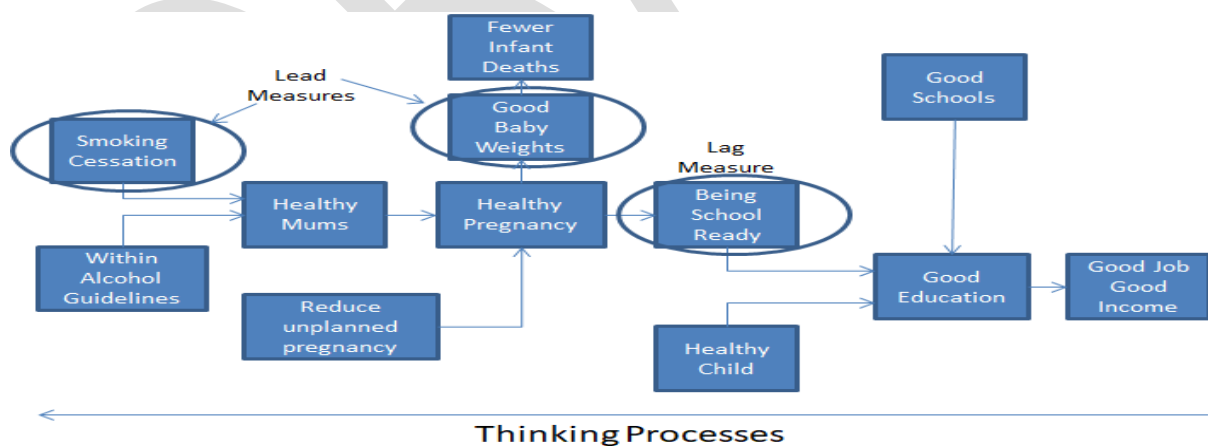 Fewer
Infant
Deaths
Lead
Measures
Good
Schools
Good
Baby
Weights
Smoking
Cessation
Lag
Measure
Healthy
Mums
Healthy
Pregnancy
Being
School
Ready
Within
Alcohol
Guidelines
Good
Education
Good Job
Good
Income
Reduce
unplanned
pregnancy
Healthy
Child
Thinking Processes